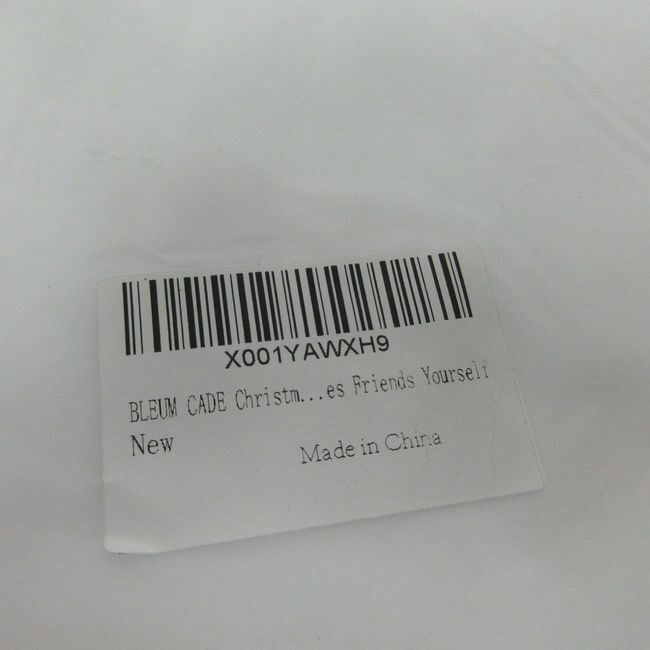 X001YAWXH9
BLEUM CADE Christm...es Friends Yourself
New
Made in China